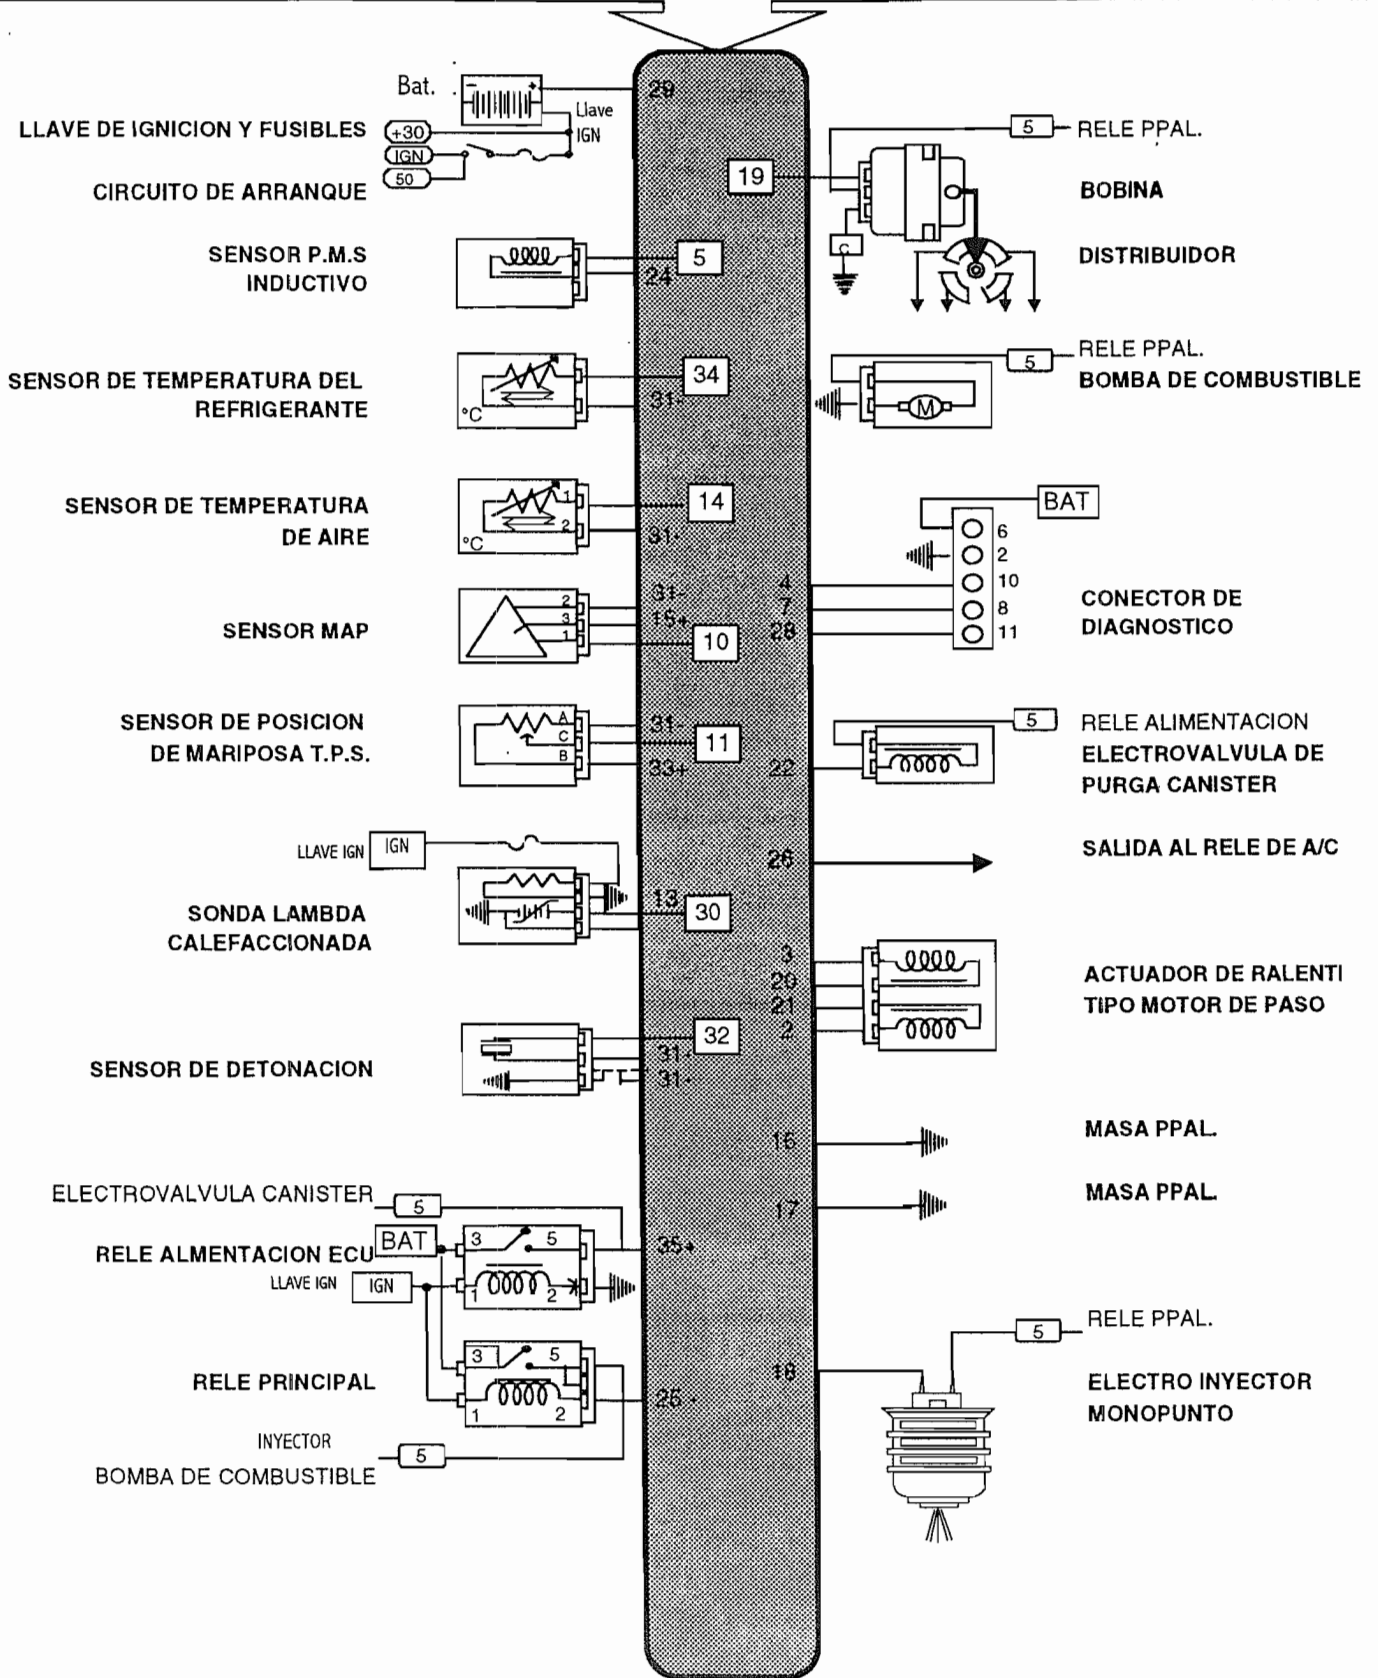 Bat.
- +
29
Llave
LLAVE DE IGNICION Y FUSIBLES
+30
IGN
IGN
50
CIRCUITO DE ARRANQUE
5
RELE PPAL.
19
BOBINA
C
SENSOR P.M.S
INDUCTIVO
5
24
DISTRIBUIDOR
SENSOR DE TEMPERATURA DEL
REFRIGERANTE
°C
34
31-
5
RELE PPAL.
BOMBA DE COMBUSTIBLE
M
SENSOR DE TEMPERATURA
DE AIRE
1
2
°C
14
31-
BAT
6
2
10
8
11
4
7
28
CONECTOR DE
DIAGNOSTICO
SENSOR MAP
2
3
1
31-
15+
10
SENSOR DE POSICION
DE MARIPOSA T.P.S.
A
C
B
31-
11
33+
5
RELE ALIMENTACION
ELECTROVALVULA DE
PURGA CANISTER
22
LLAVE IGN
IGN
26
SALIDA AL RELE DE A/C
SONDA LAMBDA
CALEFACCIONADA
13
30
3
20
21
2
ACTUADOR DE RALENTI
TIPO MOTOR DE PASO
SENSOR DE DETONACION
32
31-
31-
16
MASA PPAL.
17
MASA PPAL.
ELECTROVALVULA CANISTER
5
RELE ALMENTACION ECU
BAT
3 5
35+
LLAVE IGN
IGN
1 2
RELE PRINCIPAL
3 5
1 2
25-
INYECTOR
BOMBA DE COMBUSTIBLE
5
5
RELE PPAL.
18
ELECTRO INYECTOR
MONOPUNTO